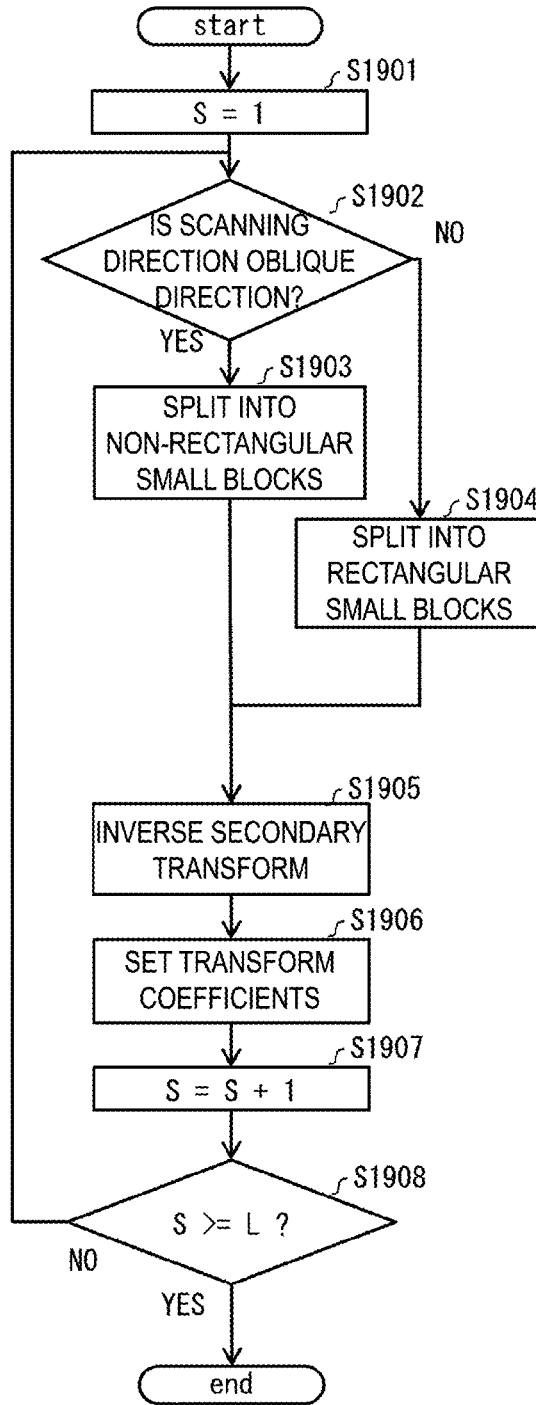 start
S1901
S = 1
S1902
IS SCANNING
DIRECTION OBLIQUE
DIRECTION?
NO
YES
S1903
SPLIT INTO
NON-RECTANGULAR
SMALL BLOCKS
S1904
SPLIT INTO
RECTANGULAR
SMALL BLOCKS
S1905
INVERSE SECONDARY
TRANSFORM
S1906
SET TRANSFORM
COEFFICIENTS
S1907
S = S + 1
S1908
S >= L ?
NO
YES
end